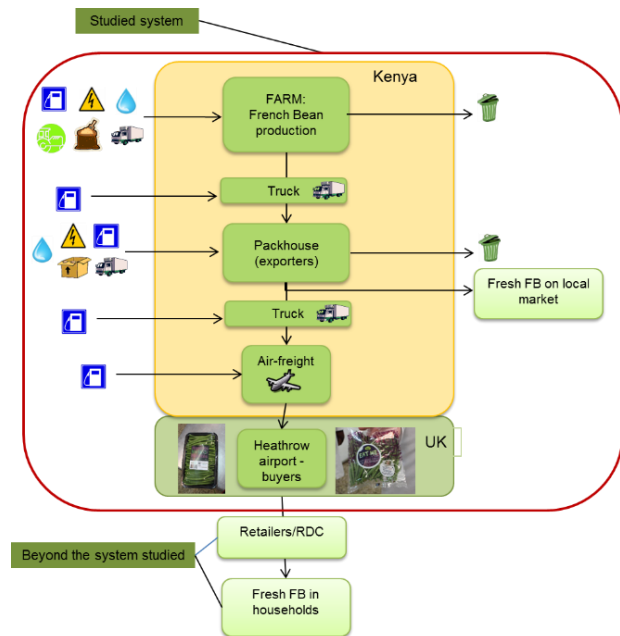 Studied system
Kenya
FARM:
French Bean
production
Truck
Packhouse
(exporters)
Fresh FB on local
market
Truck
Air-freight
UK
Heathrow
airport -
buyers
Retailers/RDC
Beyond the system studied
Fresh FB in
households